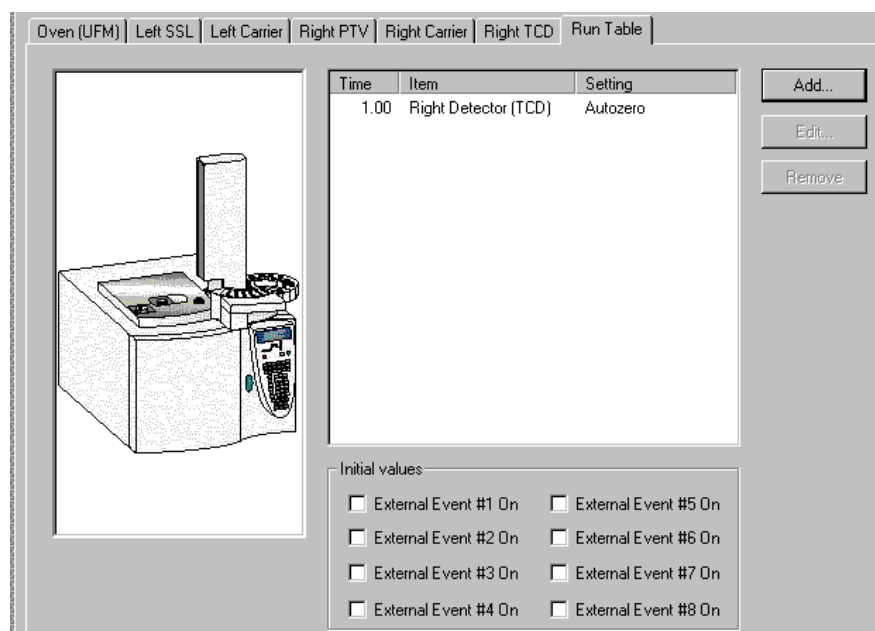 Oven (UFM) Left SSL Left Carrier Right PTV Right Carrier Right TCD Run Table
Time Item Setting
1.00 Right Detector (TCD) Autozero
Add...
Edit...
Remove
Initial values
External Event #1 On External Event #5 On
External Event #2 On External Event #6 On
External Event #3 On External Event #7 On
External Event #4 On External Event #8 On